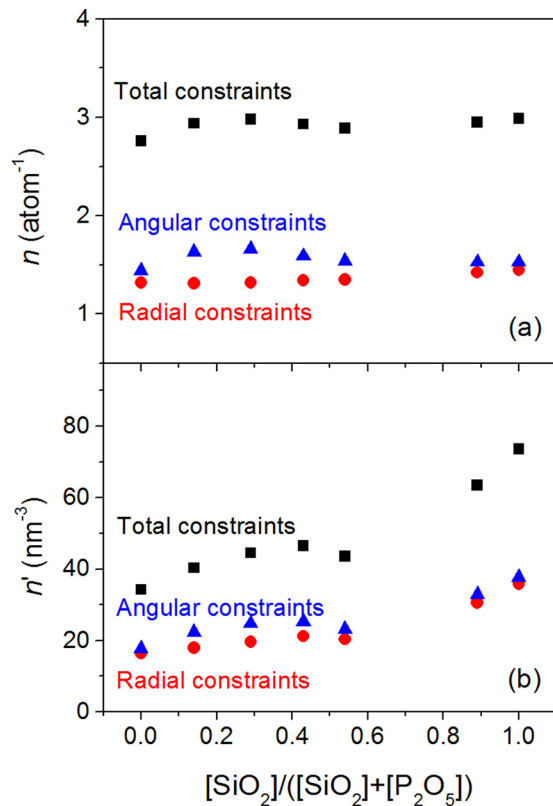 4
Total constraints
3
n (atom⁻¹)
2
Angular constraints
1
Radial constraints
(a)
80
60
n' (nm⁻³)
Total constraints
40
Angular constraints
20
Radial constraints
(b)
0
0.0 0.2 0.4 0.6 0.8 1.0
[SiO₂]/([SiO₂]+[P₂O₅])